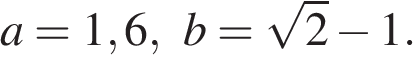 a = 1,6, b = √2 − 1.